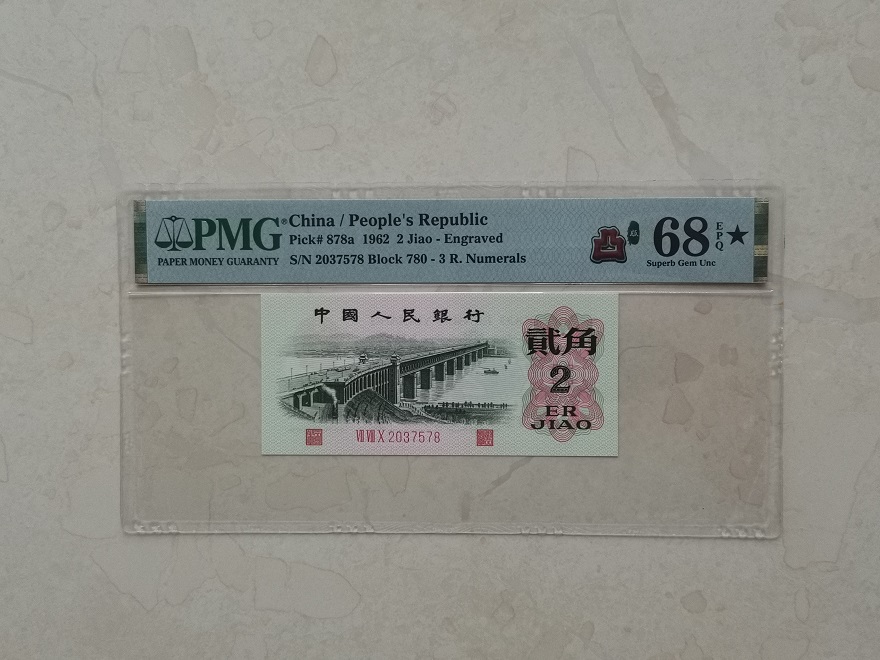 PMG®
PAPER MONEY GUARANTY
China / People's Republic
Pick# 878a 1962 2 Jiao - Engraved
S/N 2037578 Block 780 - 3 R. Numerals
凸
68
EPQ
★
Superb Gem Unc
中國人民銀行
貳角
2
ER
JIAO
VII VIII X 2037578